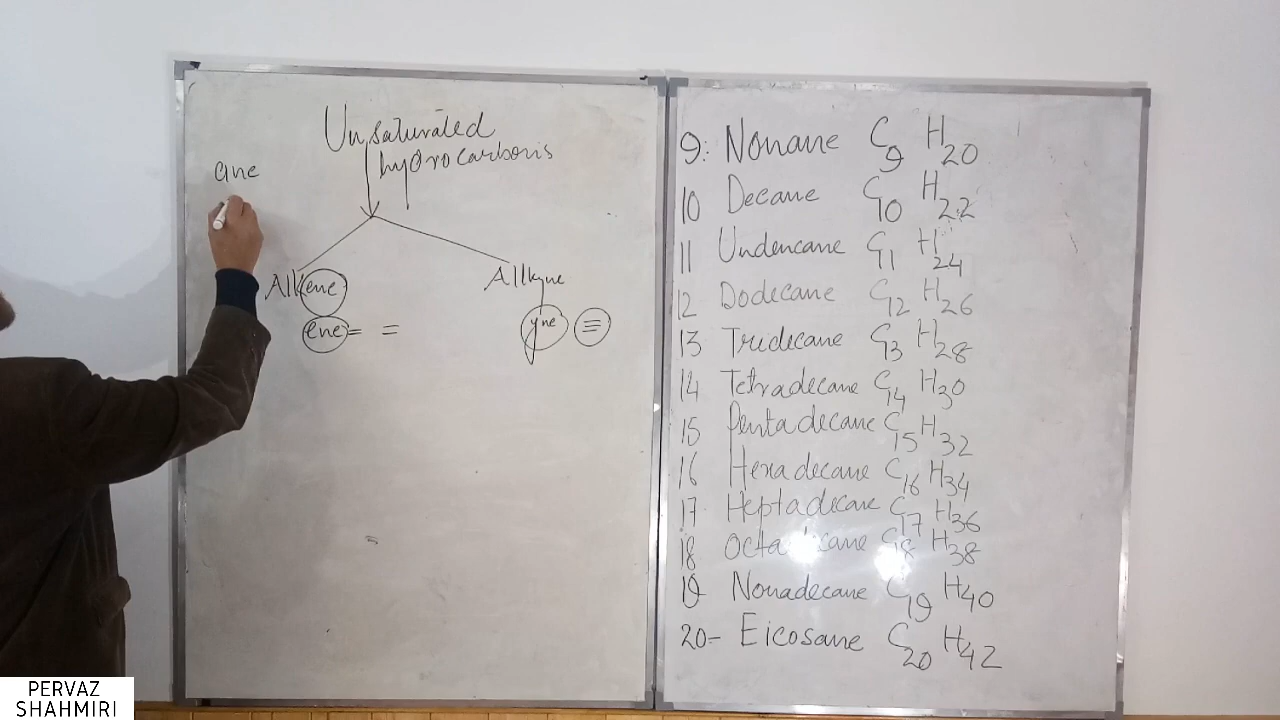 Unsaturated
hydrocarbons
ane
Alkene
Alkyne
ene = =
yne ≡
9: Nonane C9 H20
10 Decane C10 H22
11 Undencane C11 H24
12 Dodecane C12 H26
13 Tridecane C13 H28
14 Tetradecane C14 H30
15 Pentadecane C15 H32
16 Hexadecane C16 H34
17 Heptadecane C17 H36
18 Octadecane C18 H38
19 Nonadecane C19 H40
20- Eicosane C20 H42
PERVAZ
SHAHMIRI